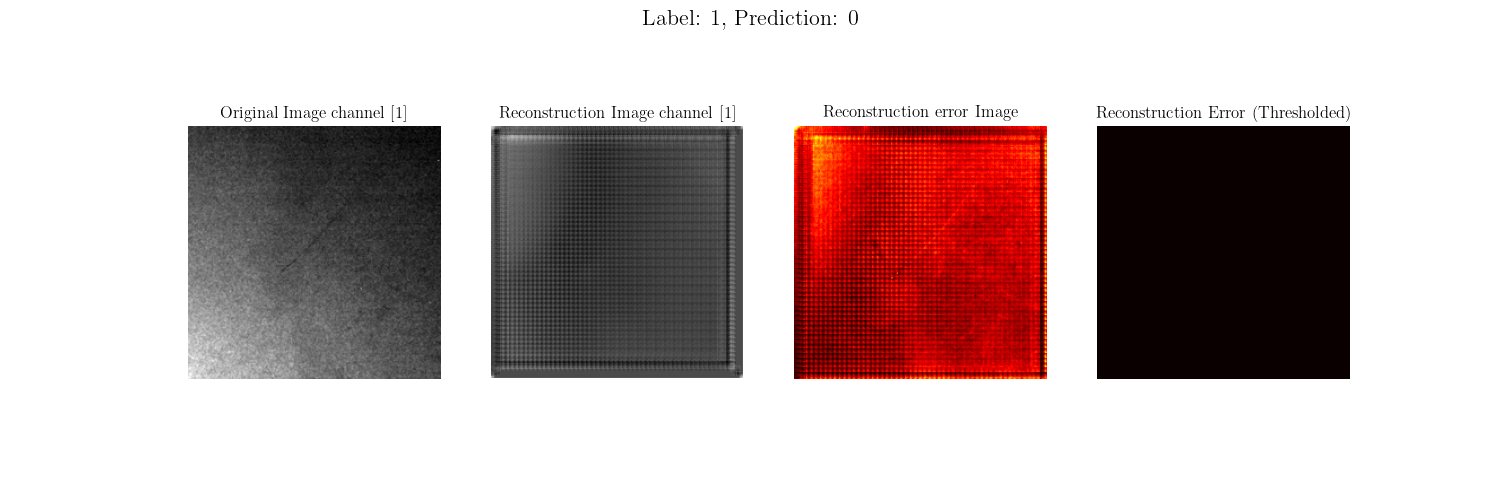 Label: 1, Prediction: 0
Original Image channel [1]
Reconstruction Image channel [1]
Reconstruction error Image
Reconstruction Error (Thresholded)